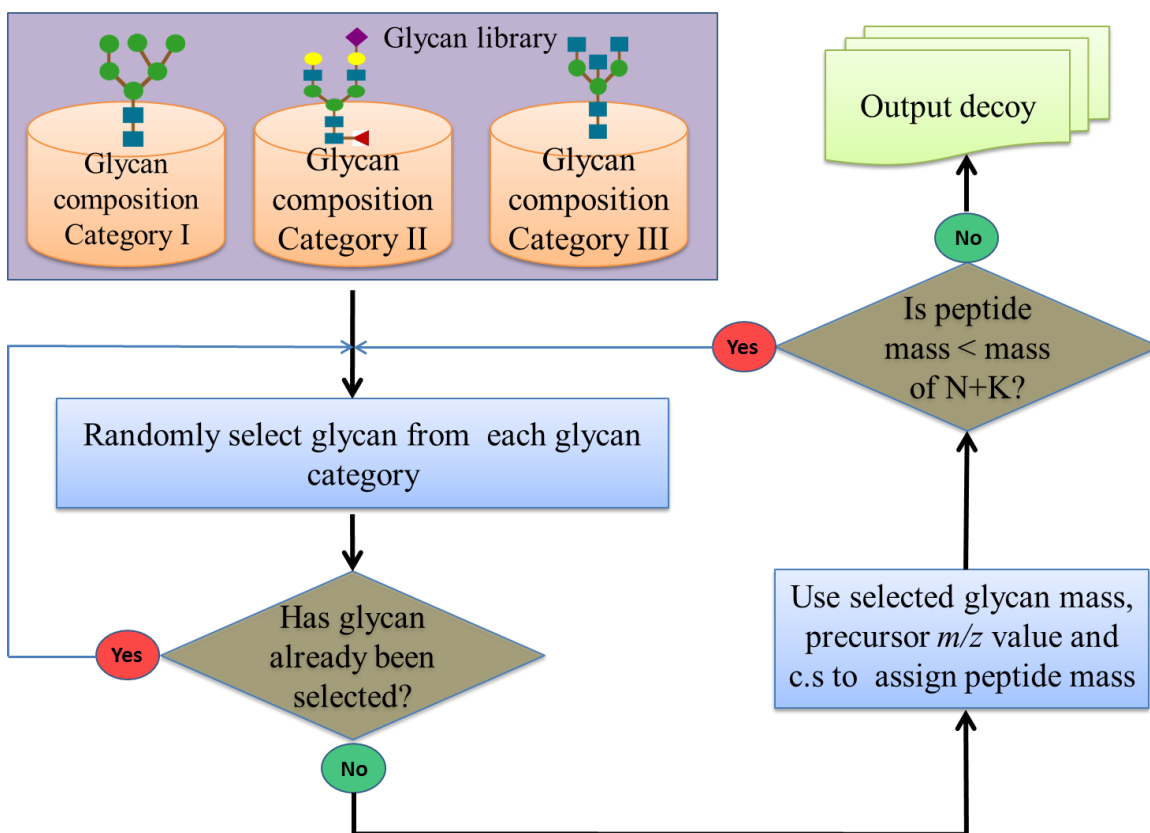 Glycan library
Glycan
composition
Category I
Glycan
composition
Category II
Glycan
composition
Category III
Randomly select glycan from each glycan
category
Has glycan
already been
selected?
Yes
No
Use selected glycan mass,
precursor m/z value and
c.s to assign peptide mass
Is peptide
mass < mass
of N+K?
Yes
No
Output decoy